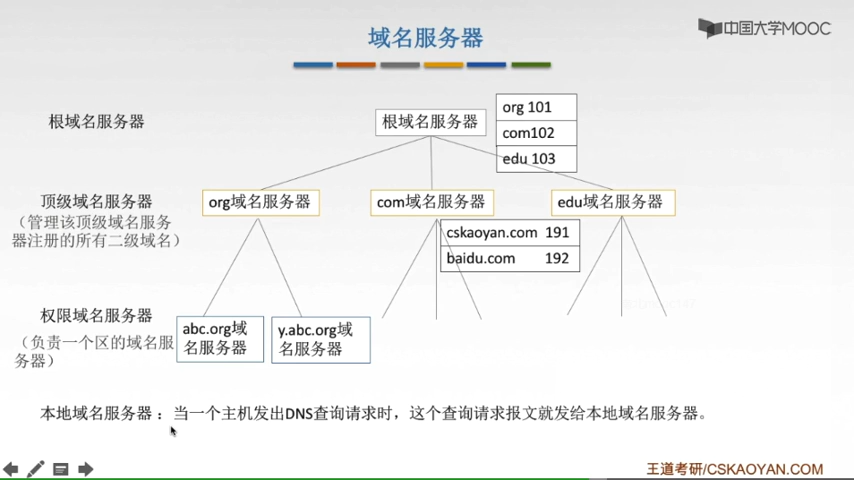 中国大学MOOC
域名服务器
根域名服务器
根域名服务器
org 101
com102
edu 103
顶级域名服务器
（管理该顶级域名服务
器注册的所有二级域名）
org域名服务器
com域名服务器
edu域名服务器
cskaoyan.com 191
baidu.com 192
权限域名服务器
（负责一个区的域名服
务器）
abc.org域
名服务器
y.abc.org域
名服务器
本地域名服务器：当一个主机发出DNS查询请求时，这个查询请求报文就发给本地域名服务器。
王道考研/CSKAOYAN.COM